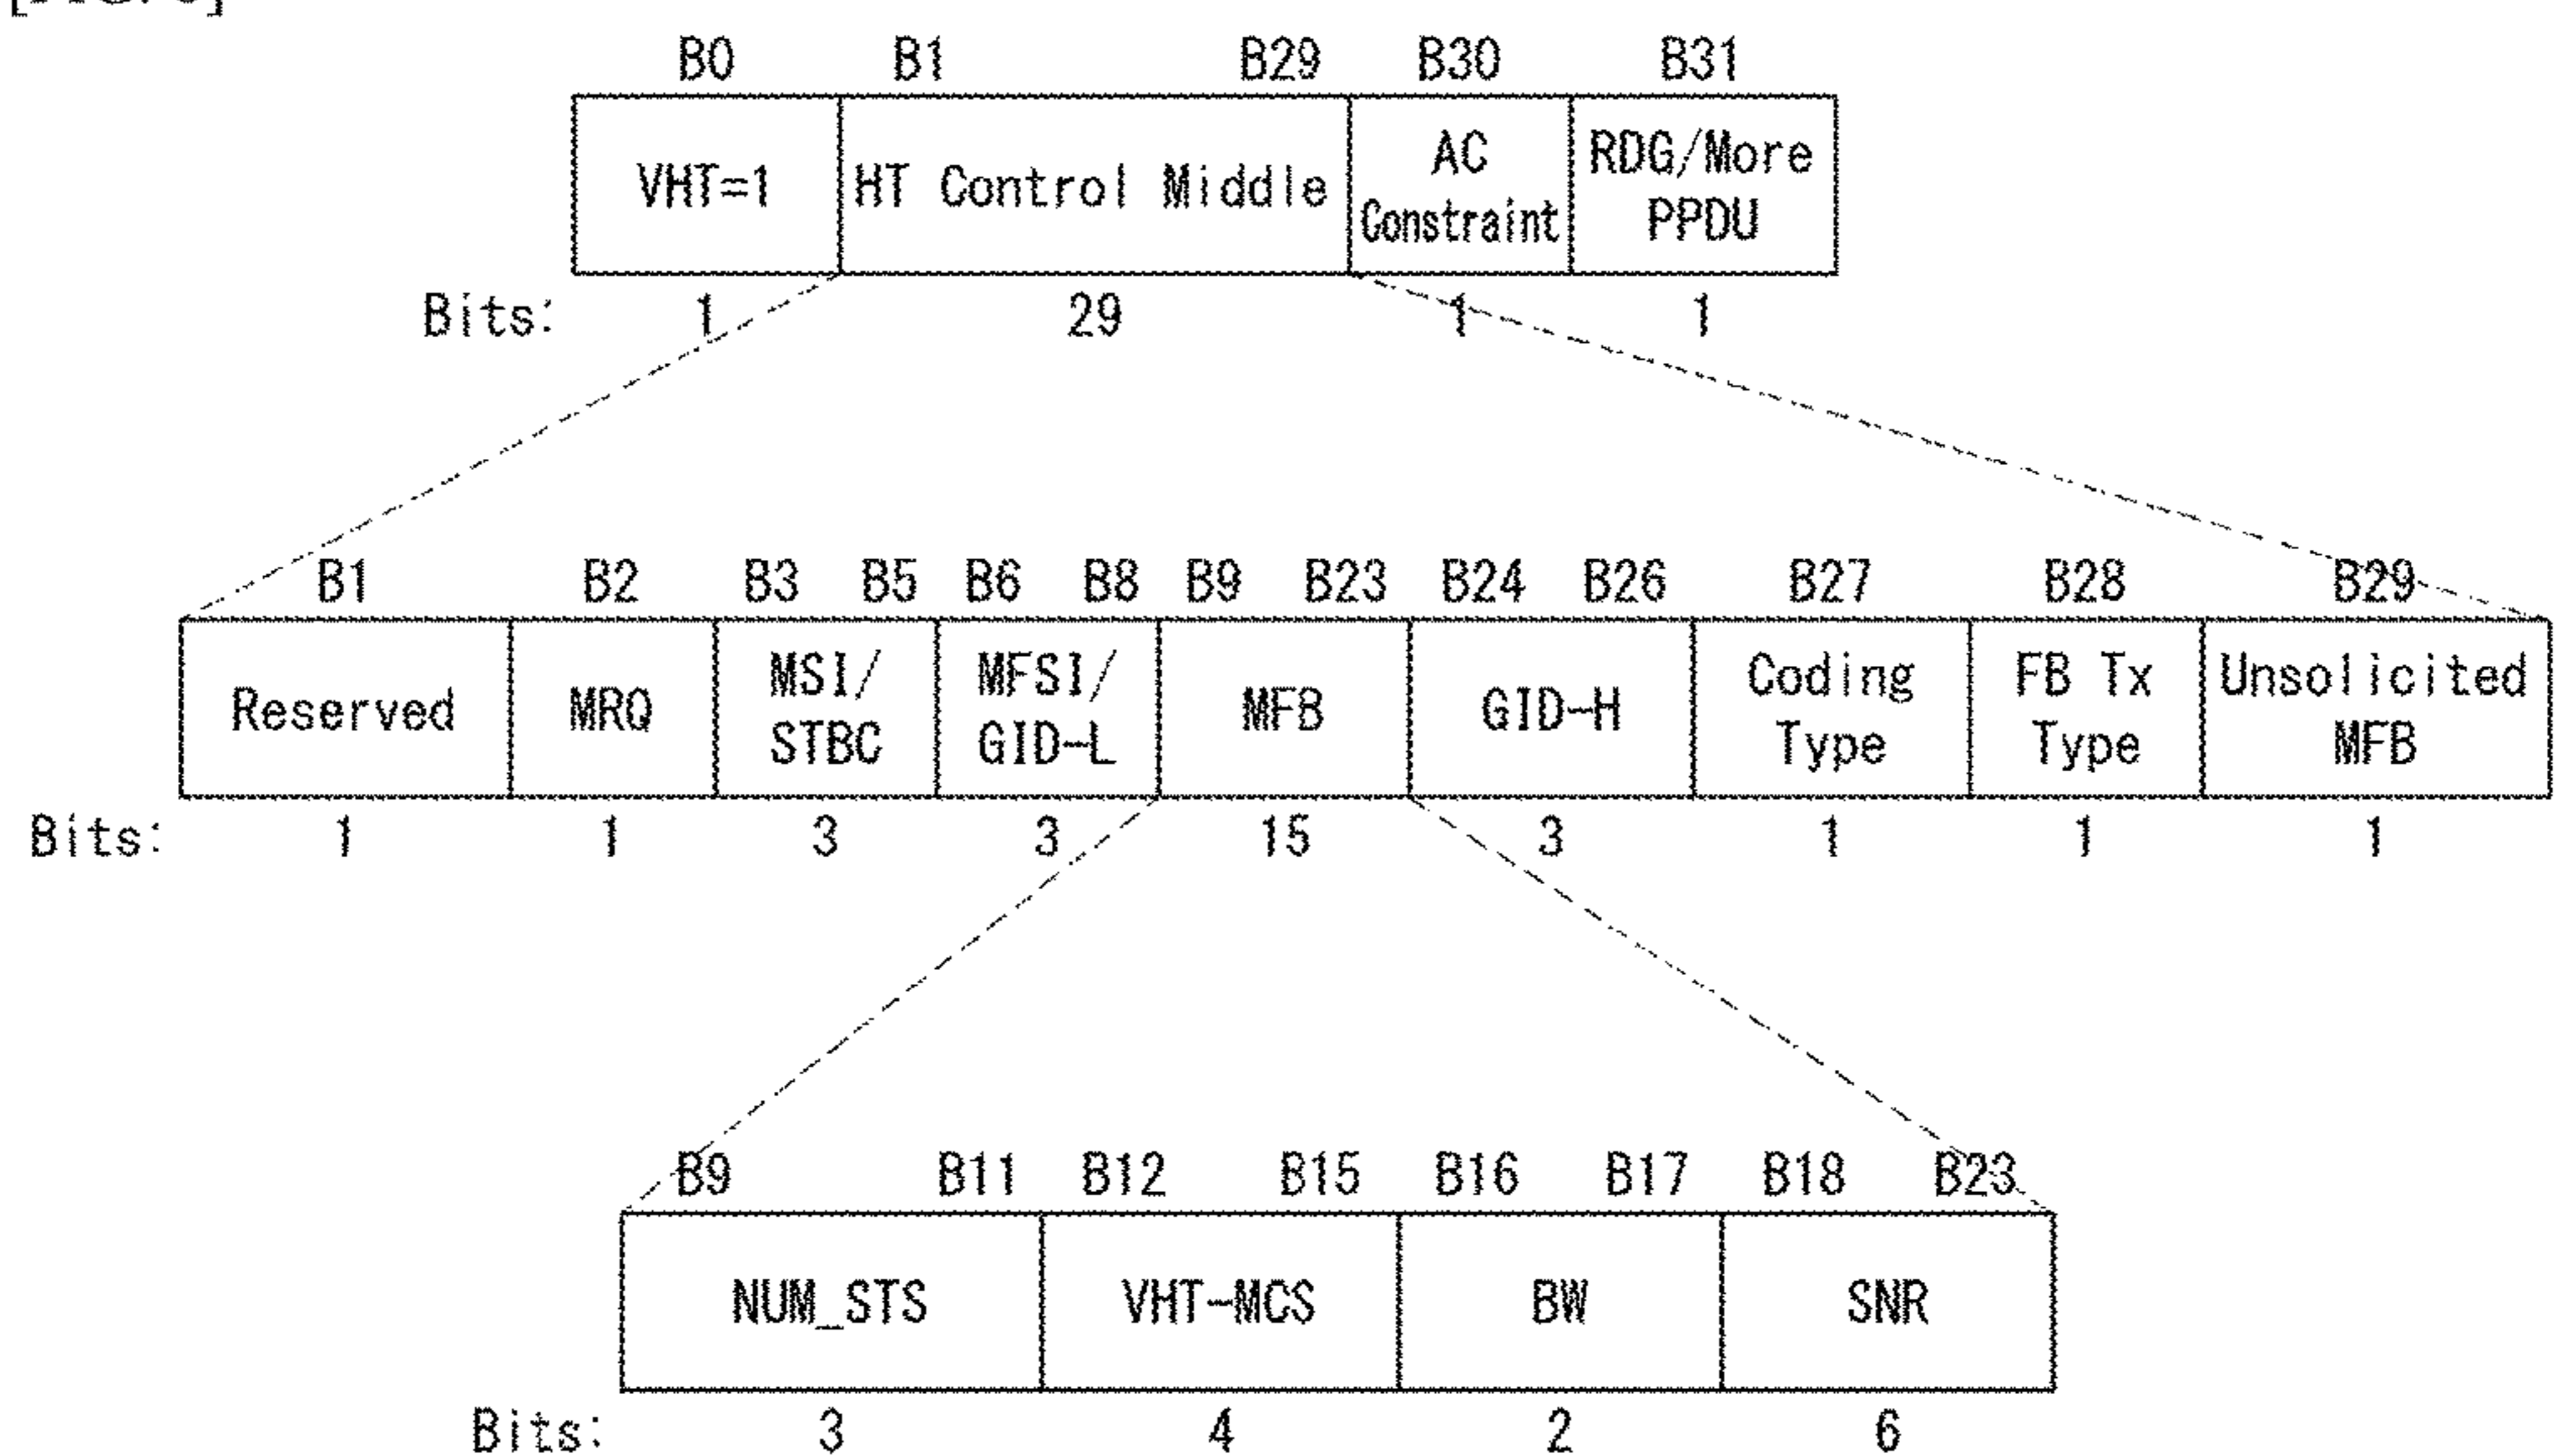 B0 B1 B29 B30 B31
VHT=1 HT Control Middle AC Constraint RDG/More PPDU
Bits: 1 29 1 1
B1 B2 B3 B5 B6 B8 B9 B23 B24 B26 B27 B28 B29
Reserved MRQ MSI/ STBC MFSI/ GID-L MFB GID-H Coding Type FB Tx Type Unsolicited MFB
Bits: 1 1 3 3 15 3 1 1 1
B9 B11 B12 B15 B16 B17 B18 B23
NUM_STS VHT-MCS BW SNR
Bits: 3 4 2 6